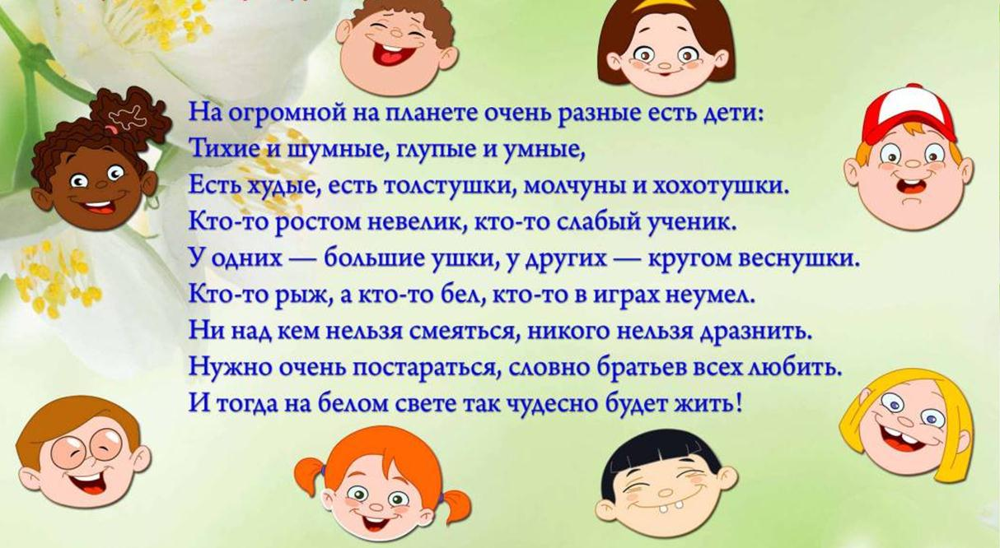 На огромной на планете очень разные есть дети:
Тихие и шумные, глупые и умные,
Есть худые, есть толстушки, молчуны и хохотушки.
Кто-то ростом невелик, кто-то слабый ученик.
У одних — большие ушки, у других — кругом веснушки.
Кто-то рыж, а кто-то бел, кто-то в играх неумел.
Ни над кем нельзя смеяться, никого нельзя дразнить.
Нужно очень постараться, словно братьев всех любить.
И тогда на белом свете так чудесно будет жить!